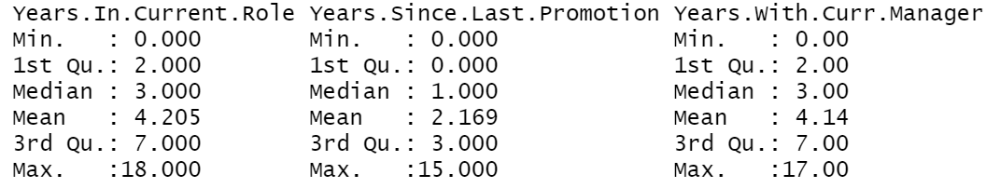 Years.In.Current.Role Years.Since.Last.Promotion Years.With.Curr.Manager
Min.   : 0.000        Min.   : 0.000             Min.   : 0.00
1st Qu.: 2.000        1st Qu.: 0.000             1st Qu.: 2.00
Median : 3.000        Median : 1.000             Median : 3.00
Mean   : 4.205        Mean   : 2.169             Mean   : 4.14
3rd Qu.: 7.000        3rd Qu.: 3.000             3rd Qu.: 7.00
Max.   :18.000        Max.   :15.000             Max.   :17.00